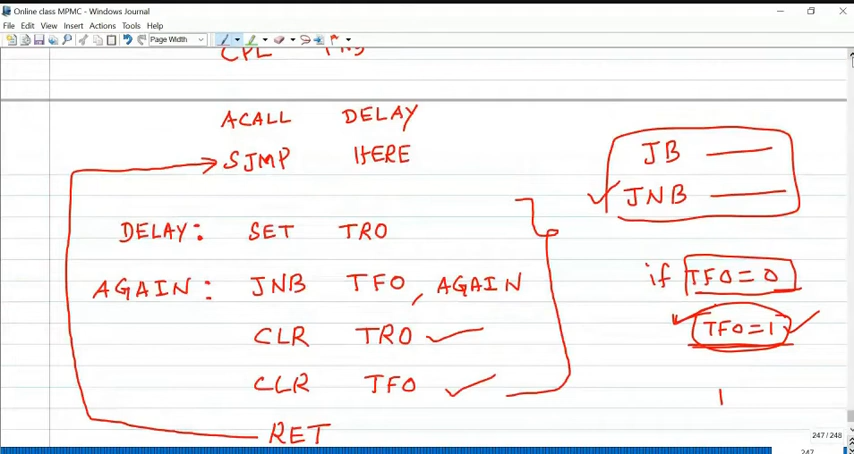 Online class MPMC - Windows Journal
File Edit View Insert Actions Tools Help
Page Width
CPL
ACALL DELAY
SJMP HERE
JB
JNB
DELAY: SET TR0
AGAIN: JNB TF0, AGAIN
if TF0=0
CLR TR0
TF0=1
CLR TF0
RET
247 / 248
247